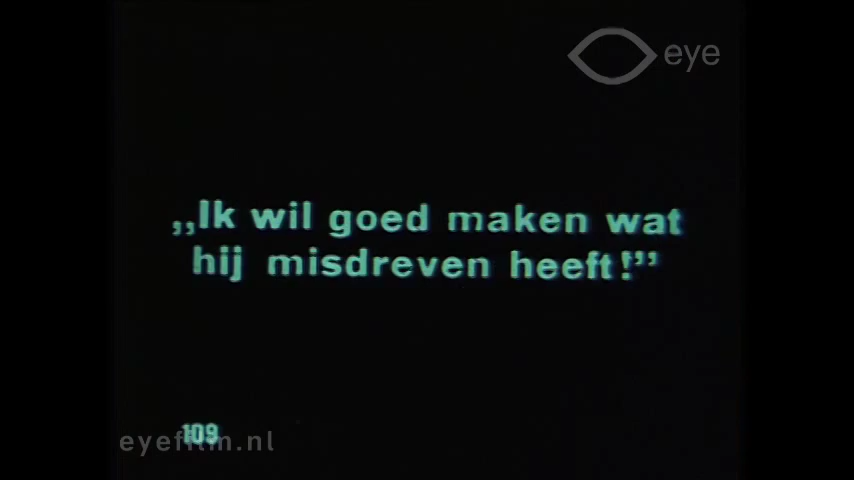 eye
„Ik wil goed maken wat
hij misdreven heeft!”
109
eyefilm.nl